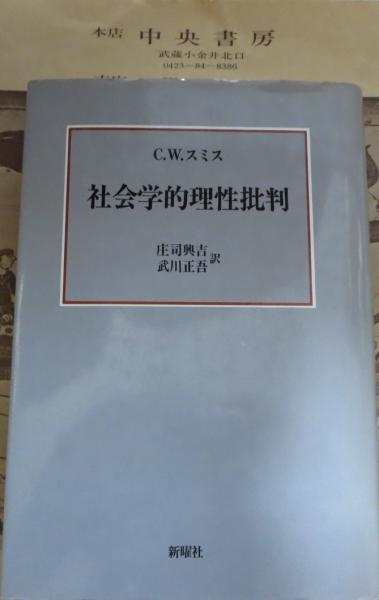 本店 中央書房
武蔵小金井北口
0423―84―8386
C.W.スミス
社会学的理性批判
庄司興吉
武川正吾 訳
新曜社